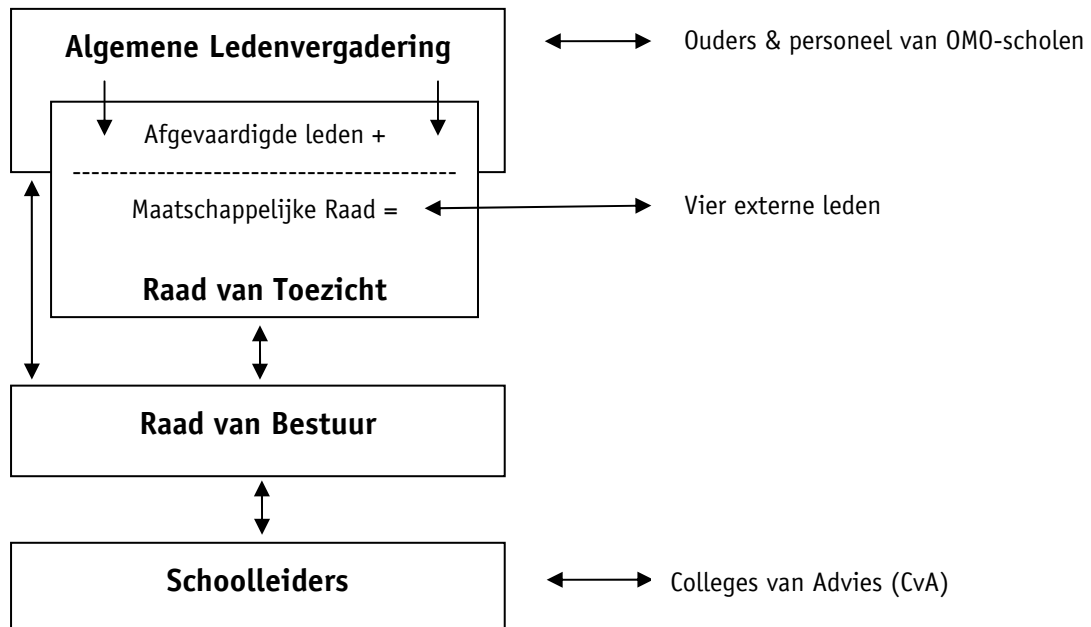 Algemene Ledenvergadering
Ouders & personeel van OMO-scholen
Afgevaardigde leden +
Maatschappelijke Raad =
Vier externe leden
Raad van Toezicht
Raad van Bestuur
Schoolleiders
Colleges van Advies (CvA)